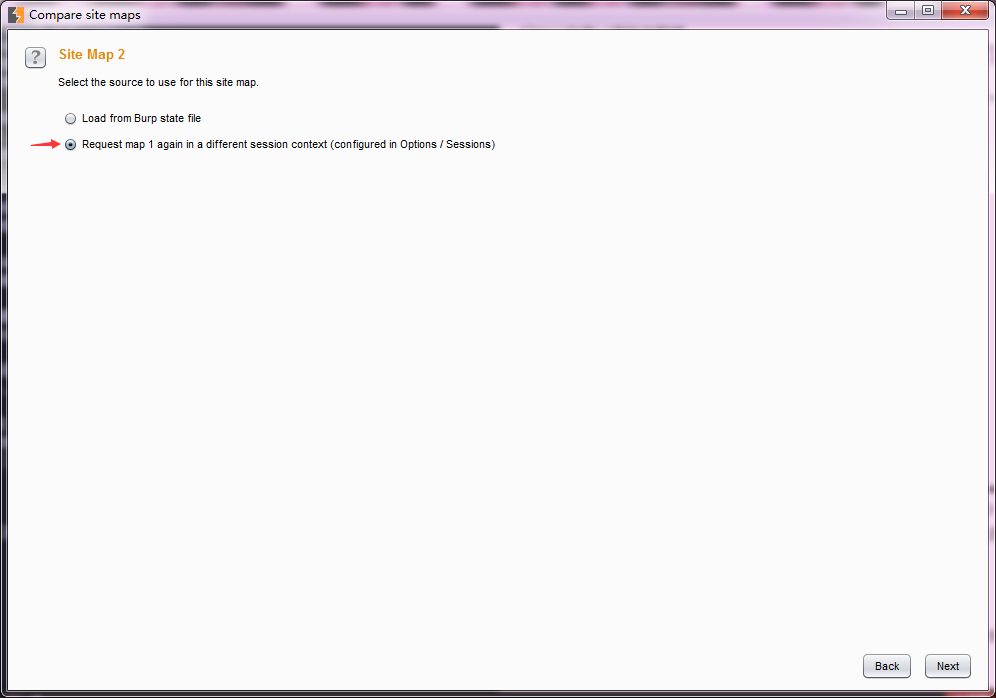 Compare site maps
?
Site Map 2
Select the source to use for this site map.
Load from Burp state file
Request map 1 again in a different session context (configured in Options / Sessions)
Back
Next